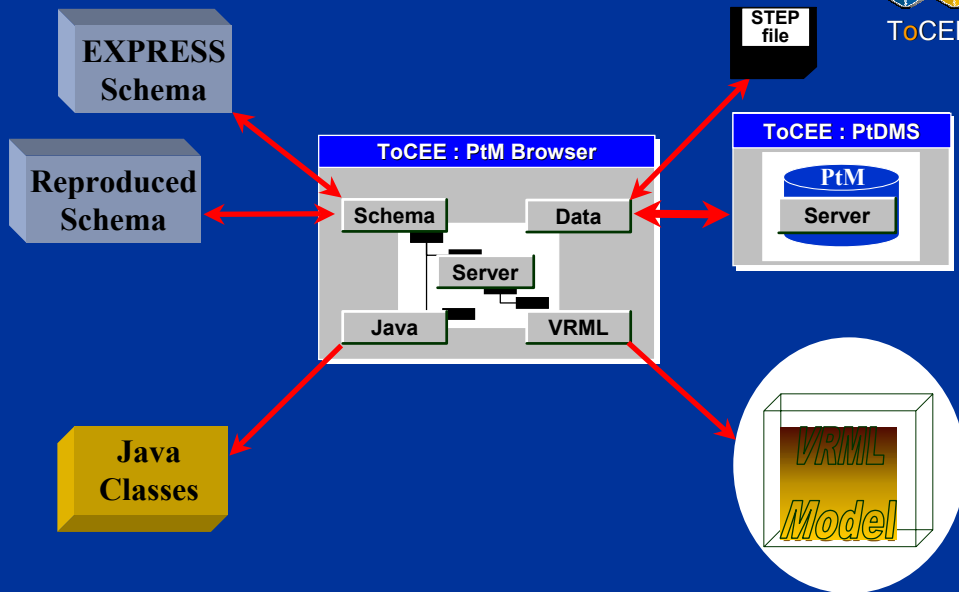 EXPRESS
Schema
STEP
file
ToCEE : PtM Browser
ToCEE : PtDMS
Reproduced
Schema
Schema
Data
Server
Java
VRML
PtM
Server
Java
Classes
VRML
Model